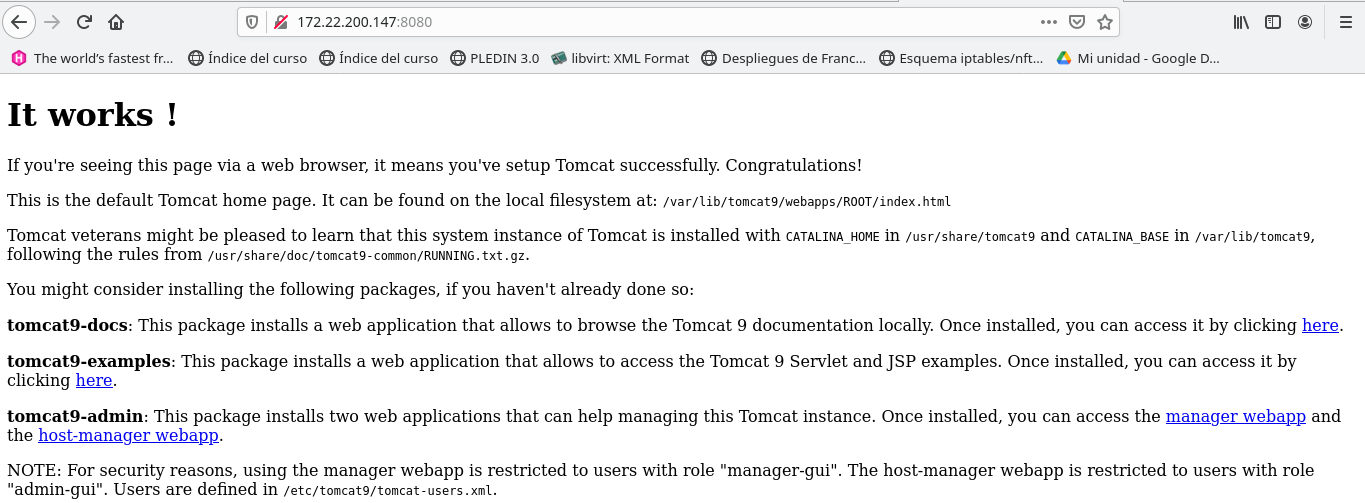 172.22.200.147:8080
The world's fastest fr... Índice del curso Índice del curso PLEDIN 3.0 libvirt: XML Format Despliegues de Franc... Esquema iptables/nft... Mi unidad - Google D...
It works !
If you're seeing this page via a web browser, it means you've setup Tomcat successfully. Congratulations!
This is the default Tomcat home page. It can be found on the local filesystem at: /var/lib/tomcat9/webapps/ROOT/index.html
Tomcat veterans might be pleased to learn that this system instance of Tomcat is installed with CATALINA_HOME in /usr/share/tomcat9 and CATALINA_BASE in /var/lib/tomcat9,
following the rules from /usr/share/doc/tomcat9-common/RUNNING.txt.gz.
You might consider installing the following packages, if you haven't already done so:
tomcat9-docs: This package installs a web application that allows to browse the Tomcat 9 documentation locally. Once installed, you can access it by clicking here.
tomcat9-examples: This package installs a web application that allows to access the Tomcat 9 Servlet and JSP examples. Once installed, you can access it by
clicking here.
tomcat9-admin: This package installs two web applications that can help managing this Tomcat instance. Once installed, you can access the manager webapp and
the host-manager webapp.
NOTE: For security reasons, using the manager webapp is restricted to users with role "manager-gui". The host-manager webapp is restricted to users with role
"admin-gui". Users are defined in /etc/tomcat9/tomcat-users.xml.